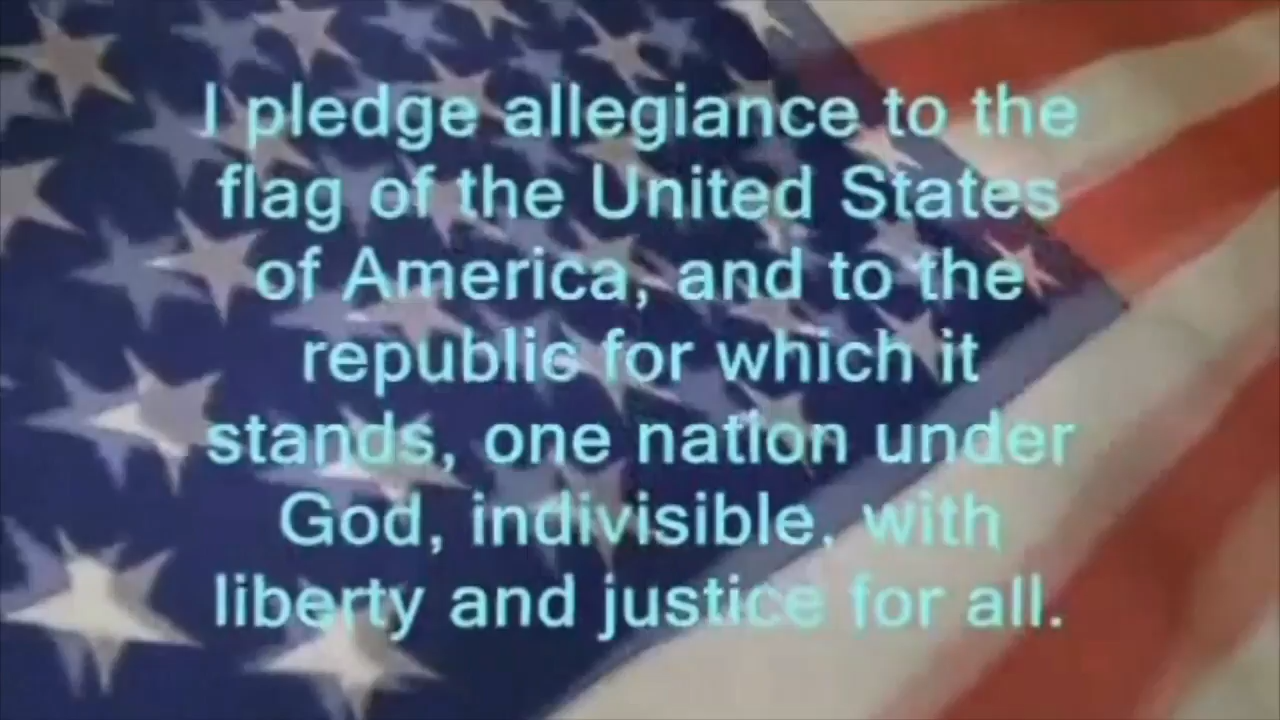 I pledge allegiance to the
flag of the United States
of America, and to the
republic for which it
stands, one nation under
God, indivisible, with
liberty and justice for all.